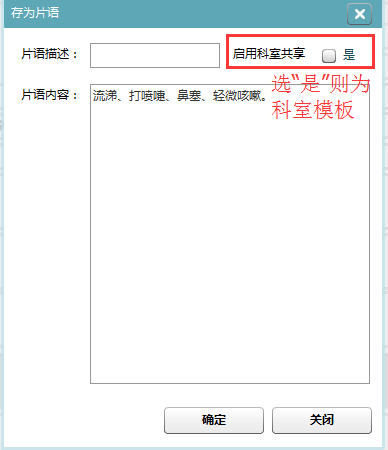 存为片语
片语描述：
启用科室共享
是
片语内容：
流涕、打喷嚏、鼻塞、轻微咳嗽。
选“是”则为
科室模板
确定
关闭